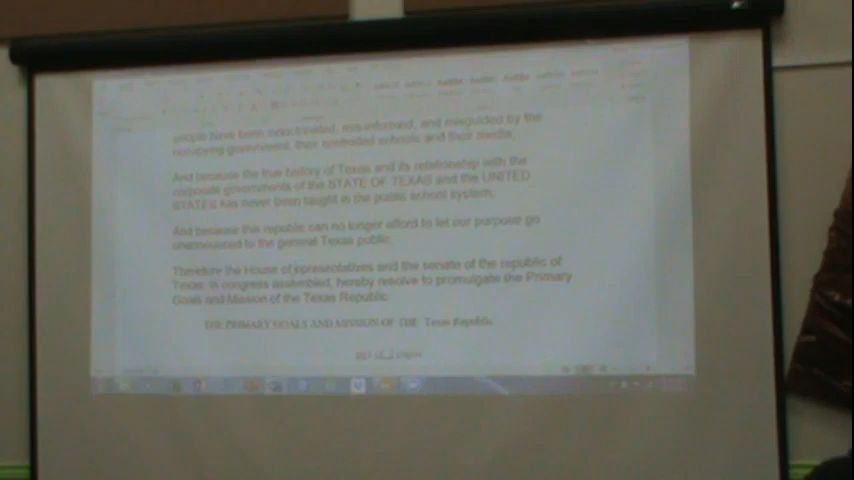 people have been indoctrinated, mis-informed, and misguided by the
occupying government, their controlled schools and their media;
And because the true history of Texas and its relationship with the
corporate governments of the STATE OF TEXAS and the UNITED
STATES has never been taught in the public school system;
And because this republic can no longer afford to let our purpose go
unannounced to the general Texas public;
Therefore the House of representatives and the senate of the republic of
Texas; in congress assembled, hereby resolve to promulgate the Primary
Goals and Mission of the Texas Republic
THE PRIMARY GOALS AND MISSION OF THE Texas Republic